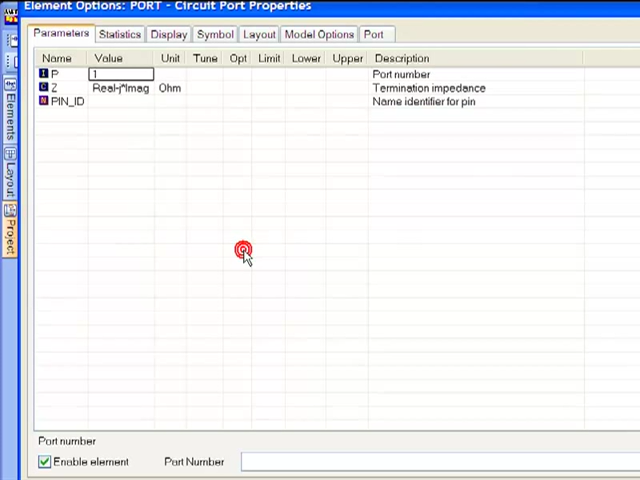 Element Options: PORT - Circuit Port Properties
Parameters Statistics Display Symbol Layout Model Options Port
Name Value Unit Tune Opt Limit Lower Upper Description
I P 1 Port number
C Z Real-j*Imag Ohm Termination impedance
N PIN_ID Name identifier for pin
Elements
Layout
Project
Port number
Enable element Port Number